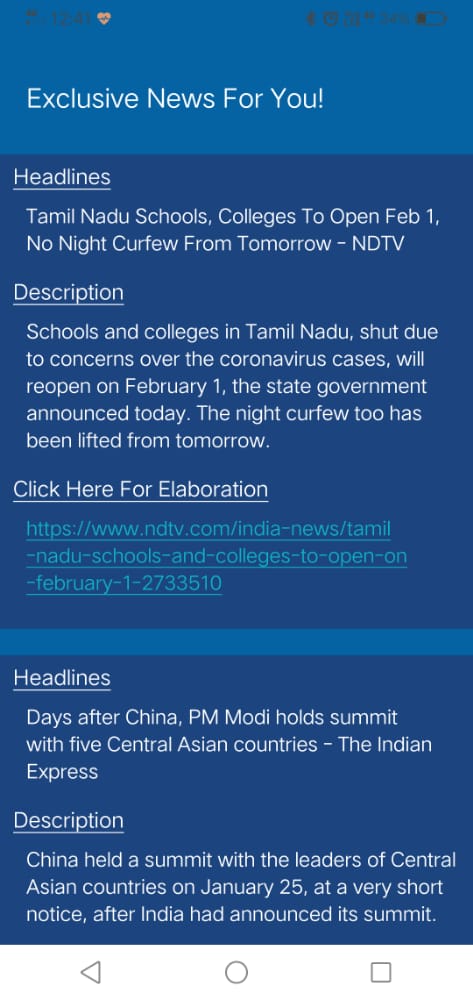 12:41
Exclusive News For You!
Headlines
Tamil Nadu Schools, Colleges To Open Feb 1,
No Night Curfew From Tomorrow - NDTV
Description
Schools and colleges in Tamil Nadu, shut due
to concerns over the coronavirus cases, will
reopen on February 1, the state government
announced today. The night curfew too has
been lifted from tomorrow.
Click Here For Elaboration
https://www.ndtv.com/india-news/tamil
-nadu-schools-and-colleges-to-open-on
-february-1-2733510
Headlines
Days after China, PM Modi holds summit
with five Central Asian countries - The Indian
Express
Description
China held a summit with the leaders of Central
Asian countries on January 25, at a very short
notice, after India had announced its summit.